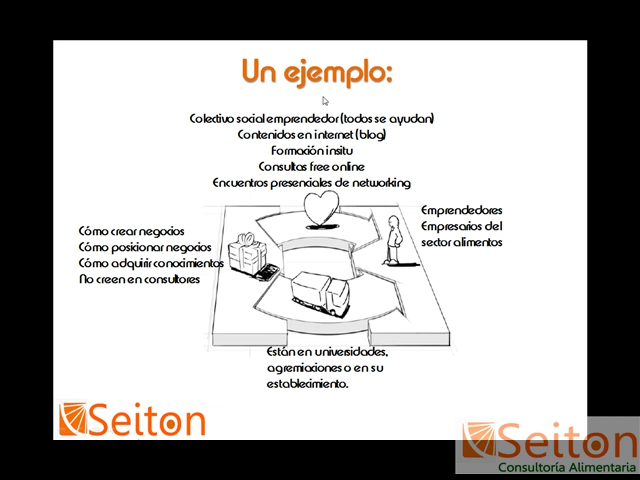 Un ejemplo:
Colectivo social emprendedor (todos se ayudan)
Contenidos en internet (blog)
Formación insitu
Consultas free online
Encuentros presenciales de networking
Emprendedores
Empresarios del
sector alimentos
Cómo crear negocios
Cómo posicionar negocios
Cómo adquirir conocimientos
No creen en consultores
Están en universidades,
agremiaciones o en su
establecimiento.
Seiton
Seiton
Consultoría Alimentaria